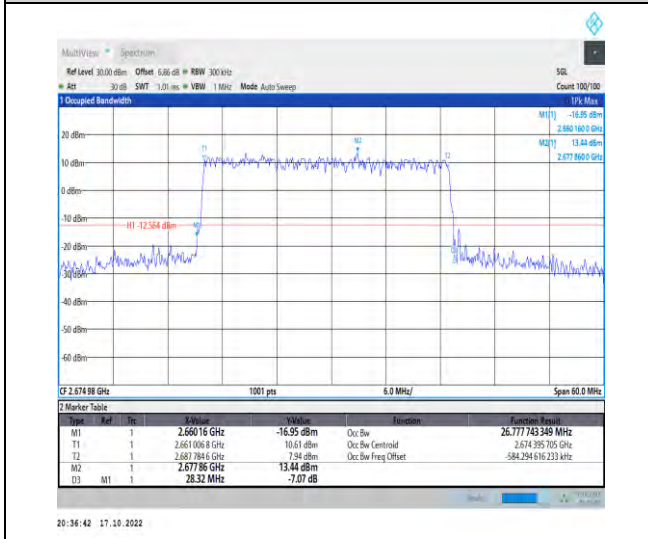 MultiView Spectrum
Ref Level 30.00 dBm Offset 6.86 dB RBW 300 kHz SGL
Att 30 dB SWT 1.01 ms VBW 1 MHz Mode Auto Sweep Count 100/100
1 Occupied Bandwidth 1Pk Max
M1[1] -16.95 dBm
2.660 160 0 GHz
M2[1] 13.44 dBm
2.677 860 0 GHz
20 dBm
M2
T1
T2
10 dBm
0 dBm
-10 dBm
H1 -12.564 dBm
M1
-20 dBm
D3
-30 dBm
-40 dBm
-50 dBm
-60 dBm
CF 2.674 98 GHz 1001 pts 6.0 MHz/ Span 60.0 MHz
2 Marker Table
Type Ref Trc X-Value Y-Value Function Function Result
M1 1 2.660 16 GHz -16.95 dBm Occ Bw 26.777 743 349 MHz
T1 1 2.661 006 8 GHz 10.61 dBm Occ Bw Centroid 2.674 395 705 GHz
T2 1 2.687 784 6 GHz 7.94 dBm Occ Bw Freq Offset -584.294 616 233 kHz
M2 1 2.677 86 GHz 13.44 dBm
D3 M1 1 28.32 MHz -7.07 dB
20:36:42 17.10.2022